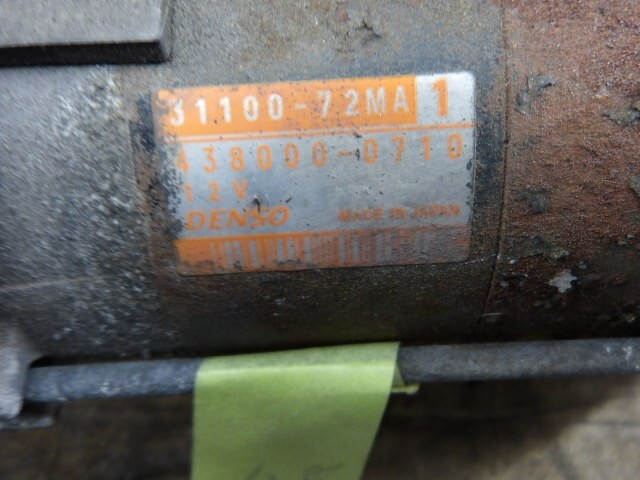 31100-72MA 1
438000-0710
12V
DENSO MADE IN JAPAN